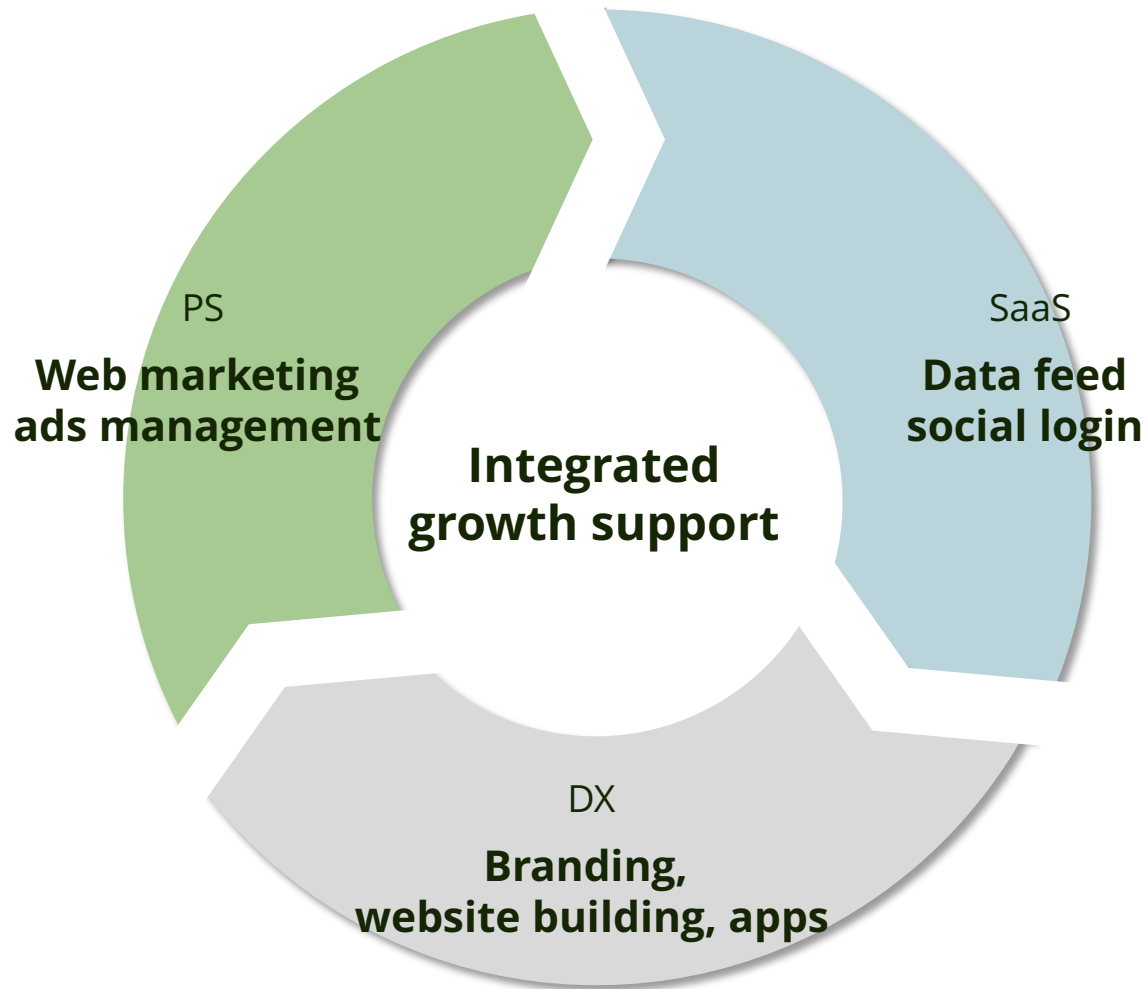 PS
Web marketing
ads management
SaaS
Data feed
social login
Integrated
growth support
DX
Branding,
website building, apps